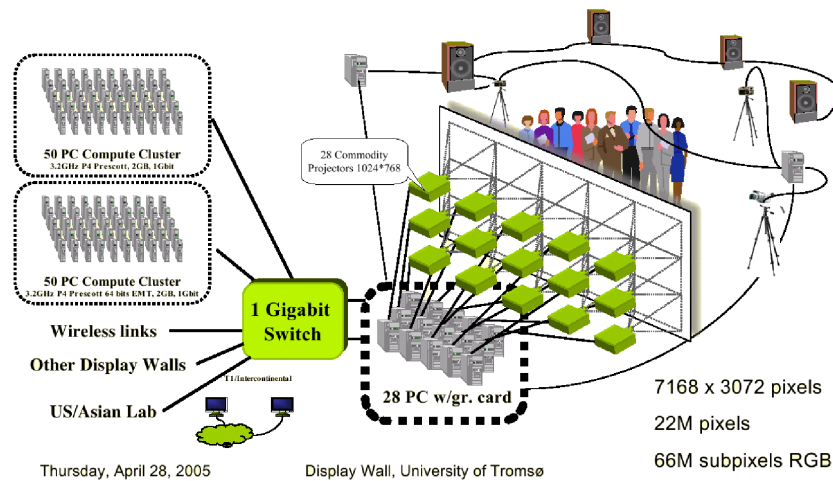 50 PC Compute Cluster
3.2GHz P4 Prescott, 2GB, 1Gbit
28 Commodity
Projectors 1024*768
50 PC Compute Cluster
3.2GHz P4 Prescott 64 bits EMT, 2GB, 1Gbit
1 Gigabit
Switch
Wireless links
Other Display Walls
T1/Intercontinental
US/Asian Lab
28 PC w/gr. card
7168 x 3072 pixels
22M pixels
66M subpixels RGB
Thursday, April 28, 2005
Display Wall, University of Tromsø